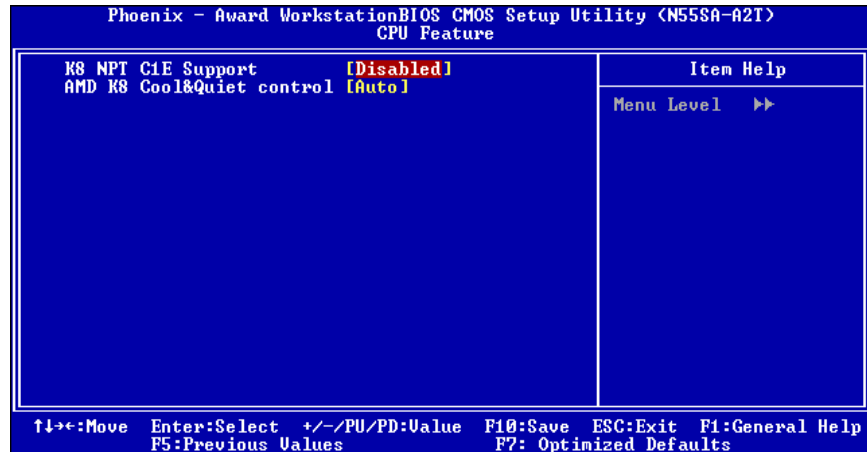 Phoenix - Award WorkstationBIOS CMOS Setup Utility (N55SA-A2T)
CPU Feature
K8 NPT C1E Support [Disabled]
AMD K8 Cool&Quiet control [Auto]
Item Help
Menu Level ▶▶
↑↓→←:Move Enter:Select +/-/PU/PD:Value F10:Save ESC:Exit F1:General Help
F5:Previous Values F7: Optimized Defaults